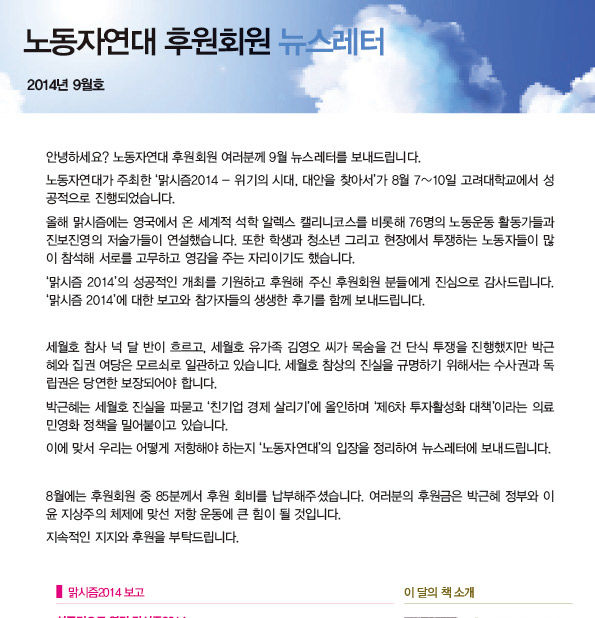 노동자연대 후원회원 뉴스레터
2014년 9월호
안녕하세요? 노동자연대 후원회원 여러분께 9월 뉴스레터를 보내드립니다.
노동자연대가 주최한 ‘맑시즘2014 – 위기의 시대, 대안을 찾아서’가 8월 7~10일 고려대학교에서 성
공적으로 진행되었습니다.
올해 맑시즘에는 영국에서 온 세계적 석학 알렉스 캘리니코스를 비롯해 76명의 노동운동 활동가들과
진보진영의 저술가들이 연설했습니다. 또한 학생과 청소년 그리고 현장에서 투쟁하는 노동자들이 많
이 참석해 서로를 고무하고 영감을 주는 자리이기도 했습니다.
‘맑시즘 2014’의 성공적인 개최를 기원하고 후원해 주신 후원회원 분들에게 진심으로 감사드립니다.
‘맑시즘 2014’에 대한 보고와 참가자들의 생생한 후기를 함께 보내드립니다.
세월호 참사 넉 달 반이 흐르고, 세월호 유가족 김영오 씨가 목숨을 건 단식 투쟁을 진행했지만 박근
혜와 집권 여당은 모르쇠로 일관하고 있습니다. 세월호 참상의 진실을 규명하기 위해서는 수사권과 독
립권은 당연한 보장되어야 합니다.
박근혜는 세월호 진실을 파묻고 ‘친기업 경제 살리기’에 올인하며 ‘제6차 투자활성화 대책’이라는 의료
민영화 정책을 밀어붙이고 있습니다.
이에 맞서 우리는 어떻게 저항해야 하는지 ‘노동자연대’의 입장을 정리하여 뉴스레터에 보내드립니다.
8월에는 후원회원 중 85분께서 후원 회비를 납부해주셨습니다. 여러분의 후원금은 박근혜 정부와 이
윤 지상주의 체제에 맞선 저항 운동에 큰 힘이 될 것입니다.
지속적인 지지와 후원을 부탁드립니다.
맑시즘2014 보고
이 달의 책 소개